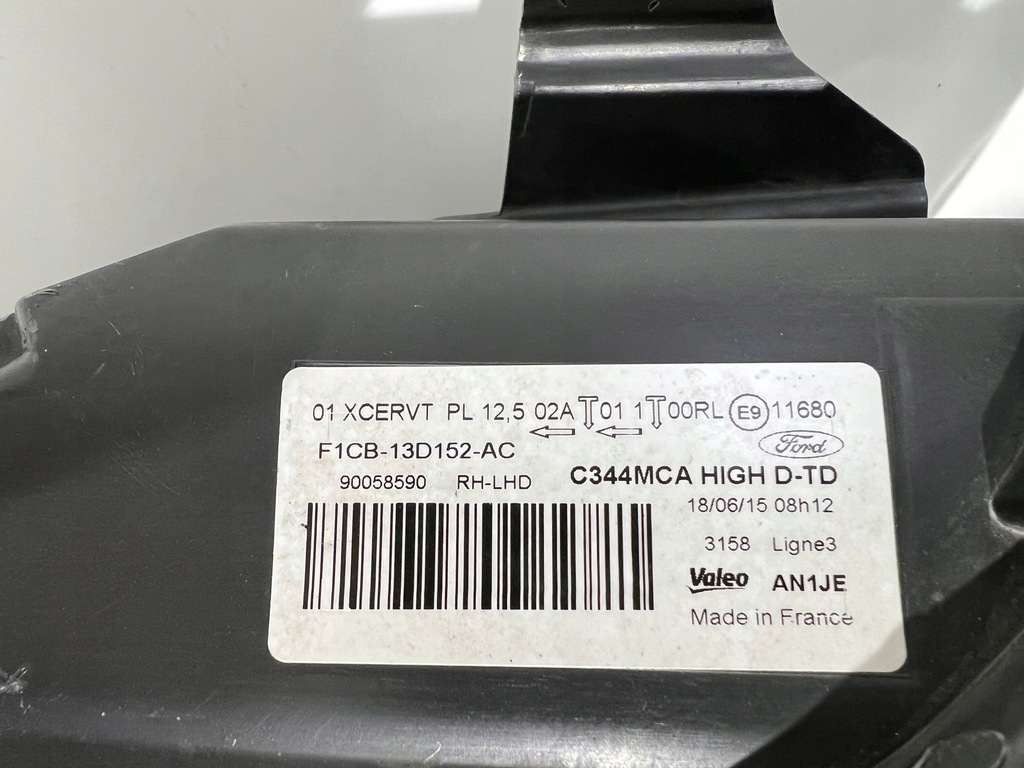 01 XCERVT PL 12,5 02A T 01 1 T 00RL E9 11680
F1CB-13D152-AC Ford
90058590 RH-LHD C344MCA HIGH D-TD
18/06/15 08h12
3158 Ligne3
Valeo AN1JE
Made in France